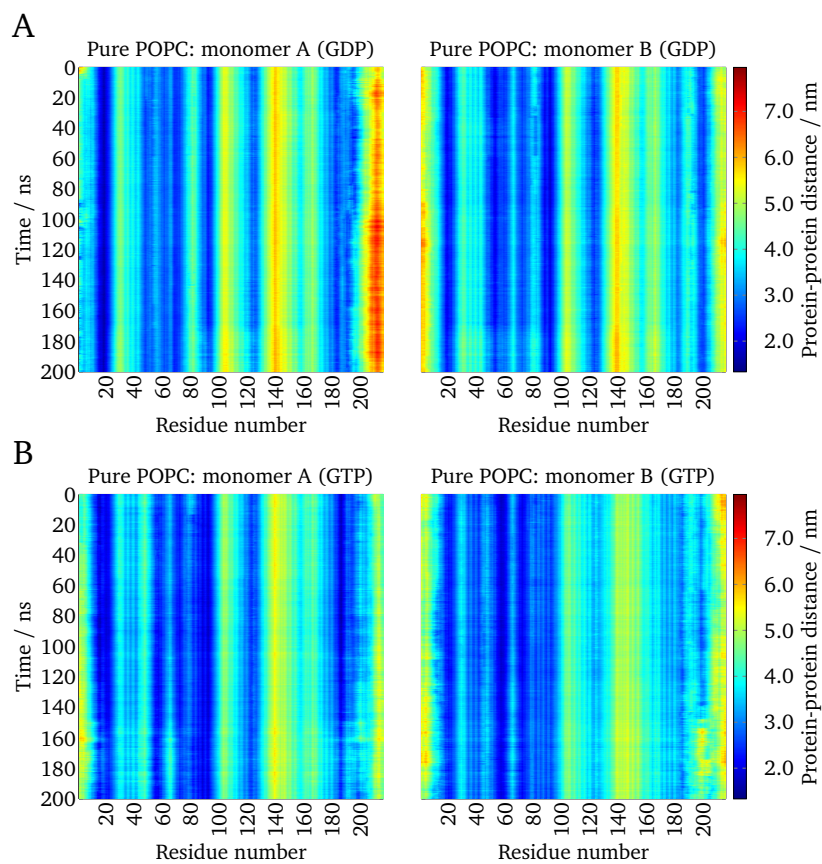 A
Pure POPC: monomer A (GDP)
Pure POPC: monomer B (GDP)
0
20
40
60
80
100
120
140
160
180
200
Time / ns
20 40 60 80 100 120 140 160 180 200
Residue number
20 40 60 80 100 120 140 160 180 200
Residue number
7.0
6.0
5.0
4.0
3.0
2.0
Protein-protein distance / nm
B
Pure POPC: monomer A (GTP)
Pure POPC: monomer B (GTP)
0
20
40
60
80
100
120
140
160
180
200
Time / ns
20 40 60 80 100 120 140 160 180 200
Residue number
20 40 60 80 100 120 140 160 180 200
Residue number
7.0
6.0
5.0
4.0
3.0
2.0
Protein-protein distance / nm